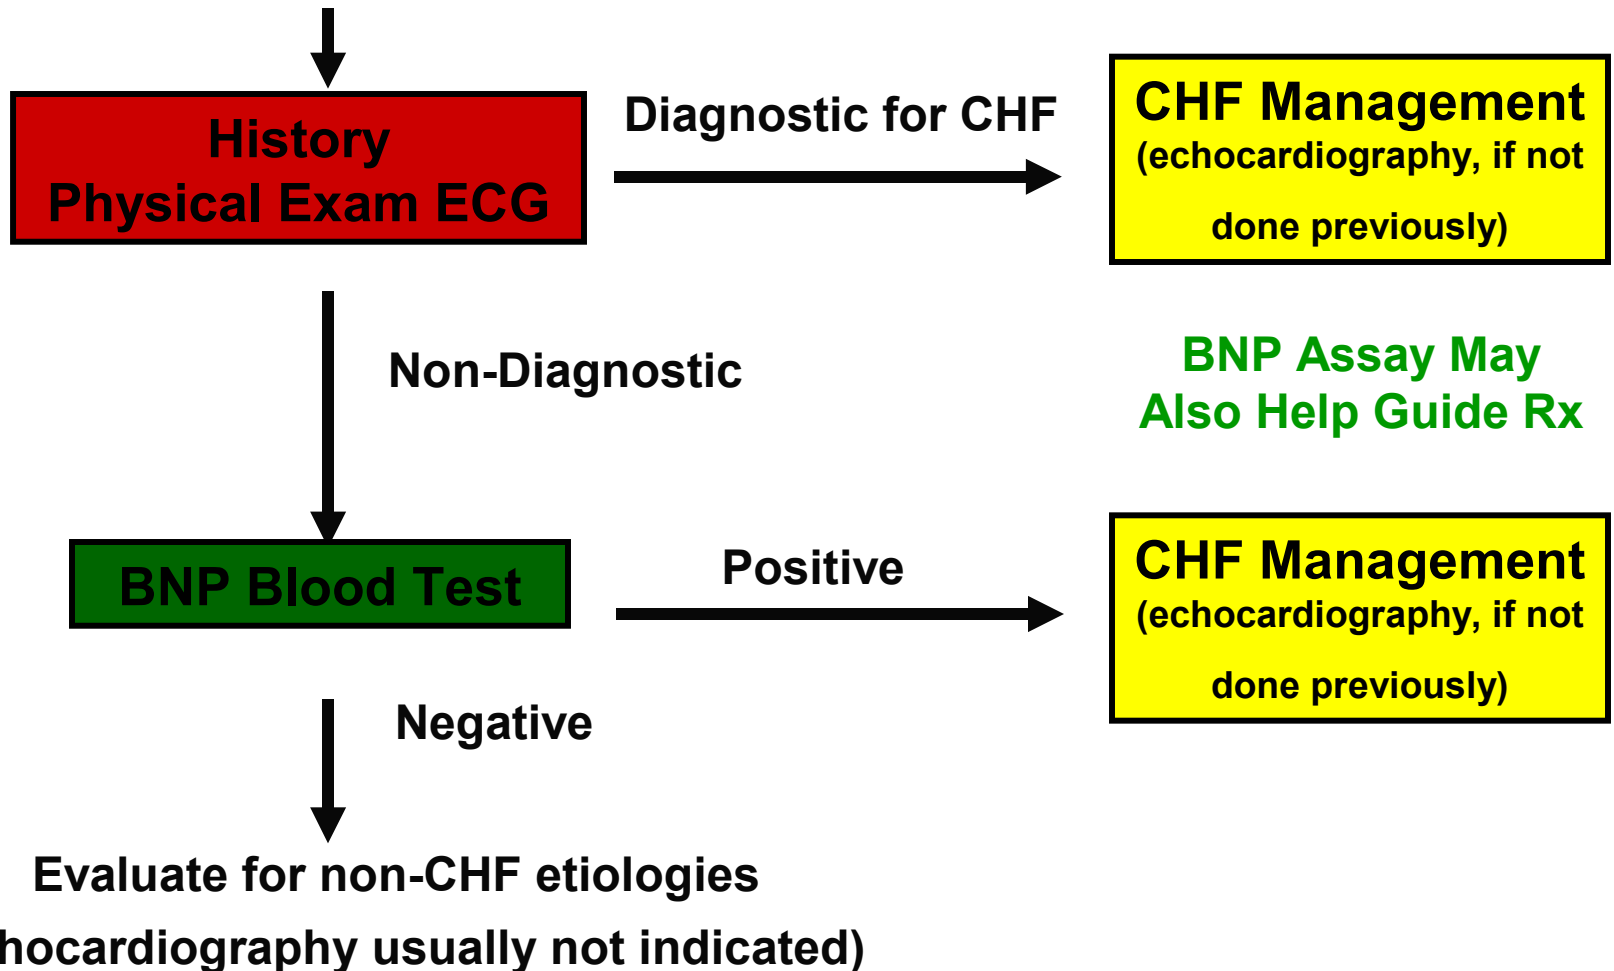 History
Physical Exam ECG
Diagnostic for CHF
CHF Management
(echocardiography, if not
done previously)
Non-Diagnostic
BNP Assay May
Also Help Guide Rx
BNP Blood Test
Positive
CHF Management
(echocardiography, if not
done previously)
Negative
Evaluate for non-CHF etiologies
hocardiography usually not indicated)